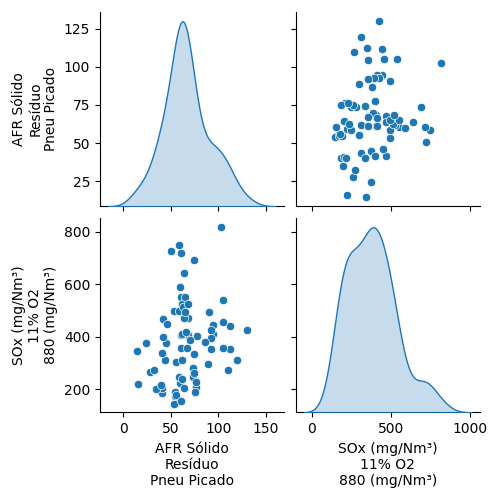 125
100
75
50
25
AFR Sólido
Resíduo
Pneu Picado
800
600
400
200
SOx (mg/Nm³)
11% O2
880 (mg/Nm³)
0 50 100 150
AFR Sólido
Resíduo
Pneu Picado
0 500 1000
SOx (mg/Nm³)
11% O2
880 (mg/Nm³)